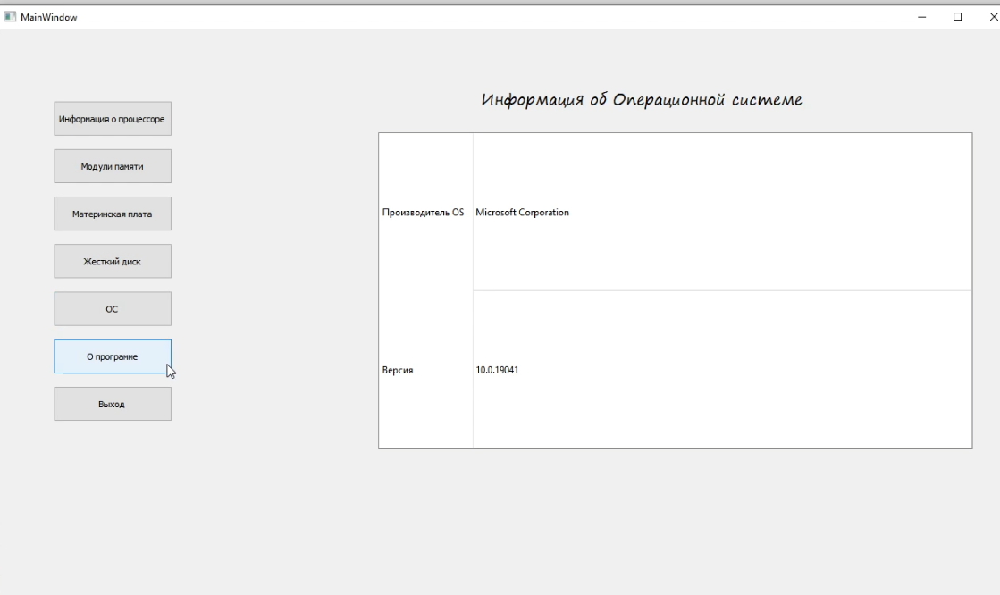 MainWindow
Информация о процессоре
Модули памяти
Материнская плата
Жесткий диск
ОС
О программе
Выход
Информация об Операционной системе
Производитель OS Microsoft Corporation
Версия 10.0.19041